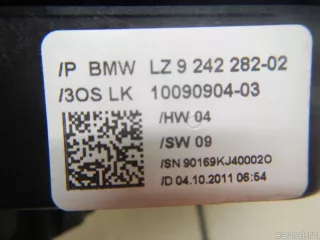 /P BMW LZ 9 242 282-02
/3OS LK 10090904-03
/HW 04
/SW 09
/SN 90169KJ40002O
/D 04.10.2011 06:54